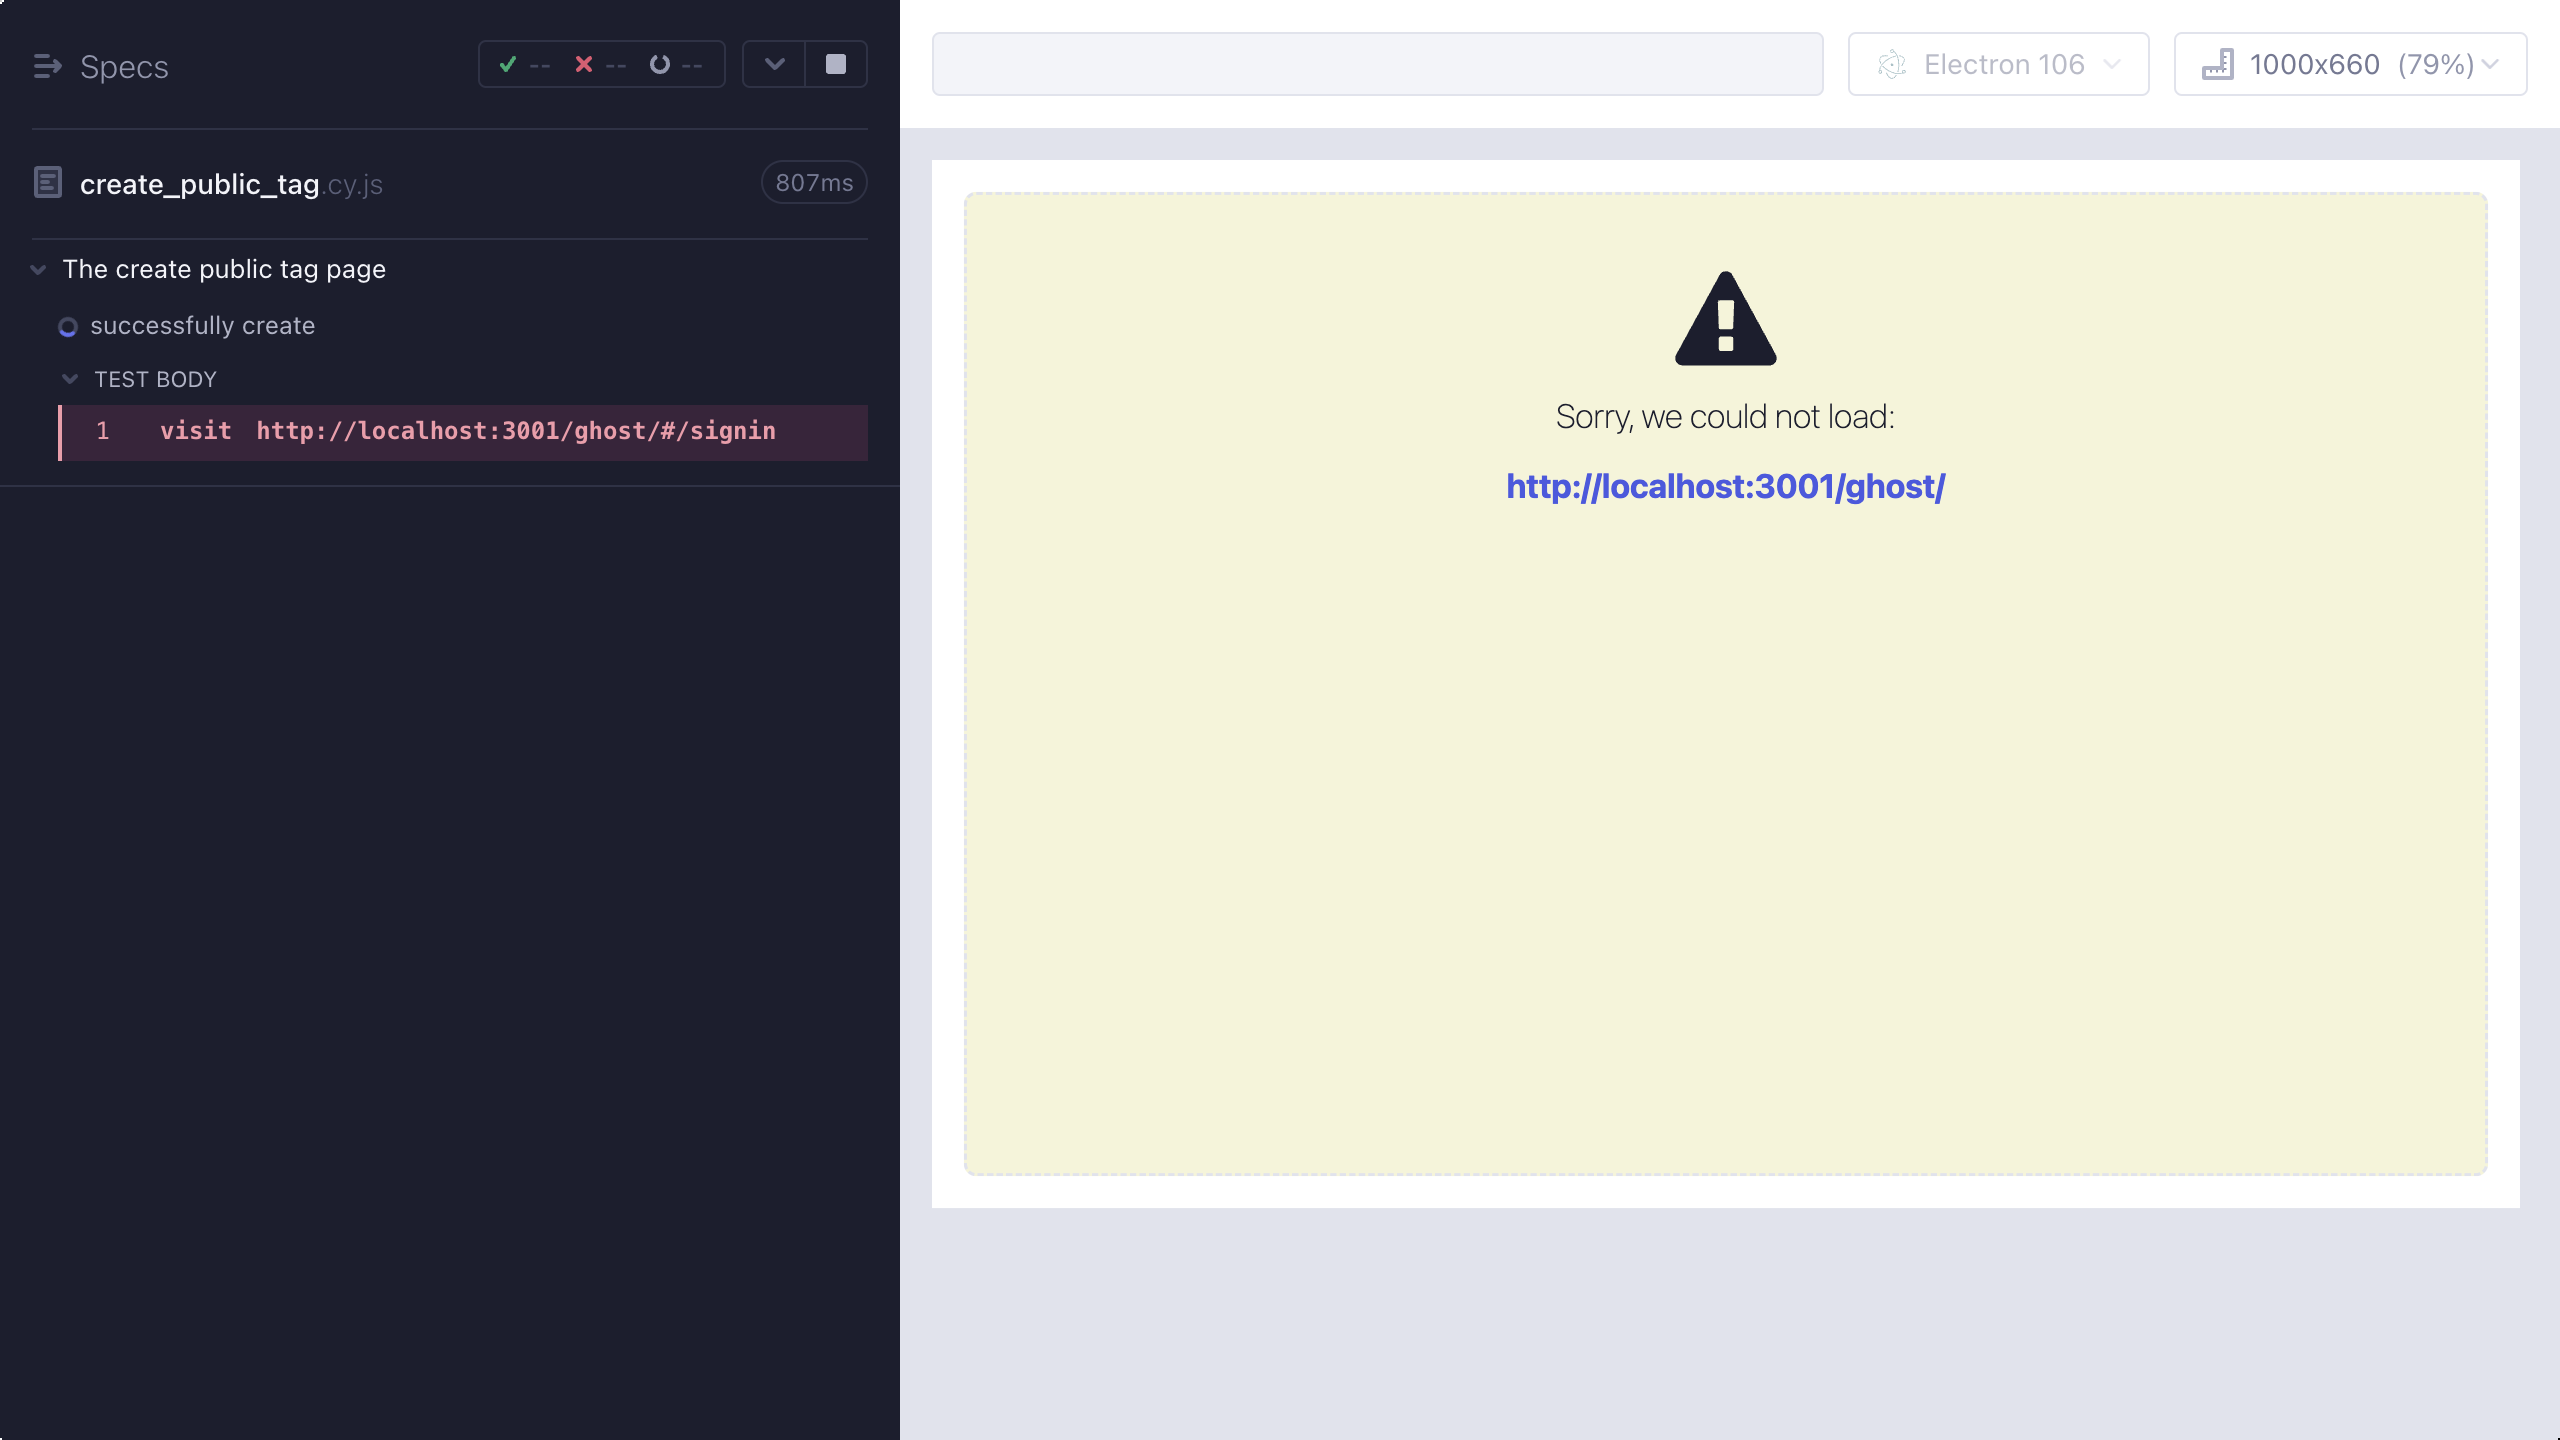 Specs
-- -- --
create_public_tag.cy.js
807ms
The create public tag page
successfully create
TEST BODY
1 visit http://localhost:3001/ghost/#/signin
Electron 106
1000x660 (79%)
Sorry, we could not load:
http://localhost:3001/ghost/